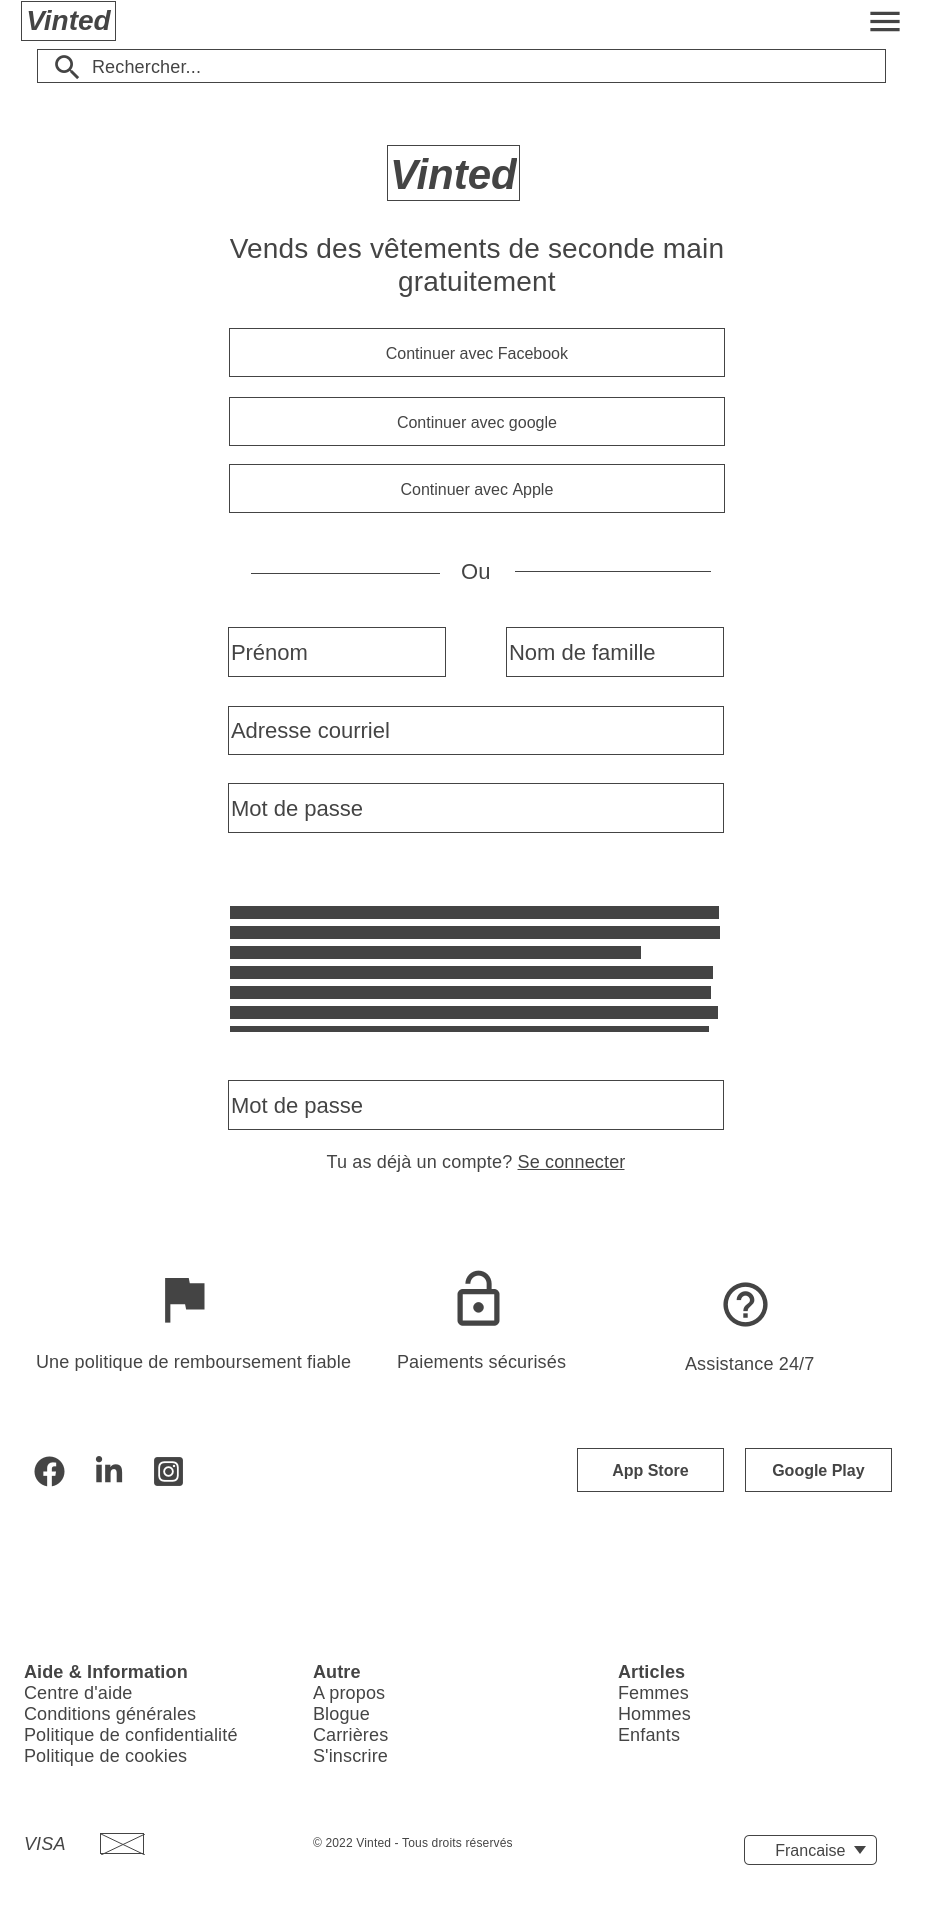 Vinted
Rechercher...
Vinted
Vends des vêtements de seconde main
gratuitement
Continuer avec Facebook
Continuer avec google
Continuer avec Apple
Ou
Prénom
Nom de famille
Adresse courriel
Mot de passe
Mot de passe
Tu as déjà un compte? Se connecter
Une politique de remboursement fiable
Paiements sécurisés
Assistance 24/7
App Store
Google Play
Aide & Information
Centre d'aide
Conditions générales
Politique de confidentialité
Politique de cookies
Autre
A propos
Blogue
Carrières
S'inscrire
Articles
Femmes
Hommes
Enfants
VISA
© 2022 Vinted - Tous droits réservés
Francaise